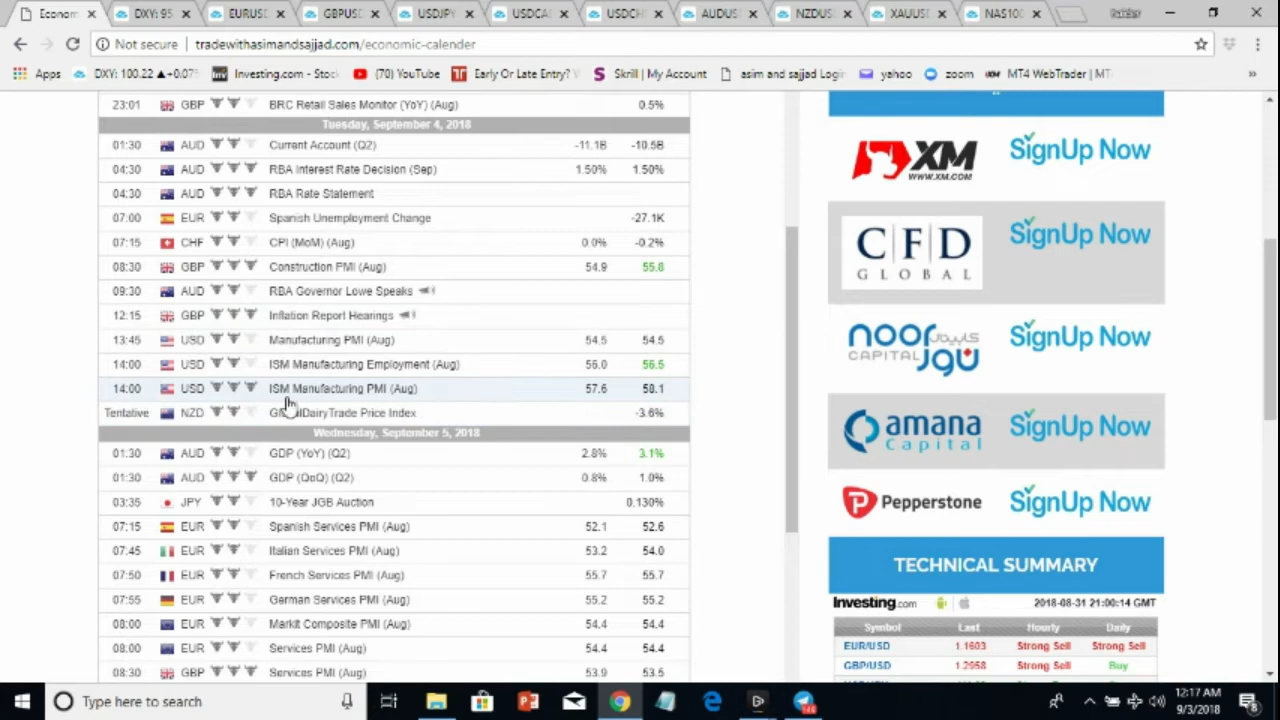 Econom DXY: 95 EURUS GBPUS USDJP USDCA USDCH AUDUS NZDUS XAUUS NAS100
Not secure tradewithasimandsajjad.com/economic-calender
Apps DXY: 100.22 ▲+0.07 Investing.com - Stoc (70) YouTube Early Or Late Entry? Skrill | My Account asim and sajjad Logi yahoo zoom MT4 WebTrader | MT
23:01 GBP BRC Retail Sales Monitor (YoY) (Aug) 0.5%
Tuesday, September 4, 2018
01:30 AUD Current Account (Q2) -11.1B -10.5B
04:30 AUD RBA Interest Rate Decision (Sep) 1.50% 1.50%
04:30 AUD RBA Rate Statement
07:00 EUR Spanish Unemployment Change -27.1K
07:15 CHF CPI (MoM) (Aug) 0.0% -0.2%
08:30 GBP Construction PMI (Aug) 54.9 55.8
09:30 AUD RBA Governor Lowe Speaks
12:15 GBP Inflation Report Hearings
13:45 USD Manufacturing PMI (Aug) 54.5 54.5
14:00 USD ISM Manufacturing Employment (Aug) 56.0 56.5
14:00 USD ISM Manufacturing PMI (Aug) 57.6 58.1
Tentative NZD GlobalDairyTrade Price Index -3.6%
Wednesday, September 5, 2018
01:30 AUD GDP (YoY) (Q2) 2.8% 3.1%
01:30 AUD GDP (QoQ) (Q2) 0.8% 1.0%
03:35 JPY 10-Year JGB Auction 0.130%
07:15 EUR Spanish Services PMI (Aug) 52.1 52.6
07:45 EUR Italian Services PMI (Aug) 53.2 54.0
07:50 EUR French Services PMI (Aug) 55.7 55.7
07:55 EUR German Services PMI (Aug) 55.2 55.2
08:00 EUR Markit Composite PMI (Aug) 54.4 54.4
08:00 EUR Services PMI (Aug) 54.4 54.4
08:30 GBP Services PMI (Aug) 53.9 53.5
XM SignUp Now
WWW.XM.COM
CFD SignUp Now
GLOBAL
noor كابيتال SignUp Now
CAPITAL نور
amana SignUp Now
Capital
Pepperstone SignUp Now
TECHNICAL SUMMARY
Investing.com 2018-08-31 21:00:14 GMT
Symbol Last Hourly Daily
EUR/USD 1.1603 Strong Sell Strong Sell
GBP/USD 1.2958 Strong Sell Buy
Type here to search
12:17 AM
9/3/2018